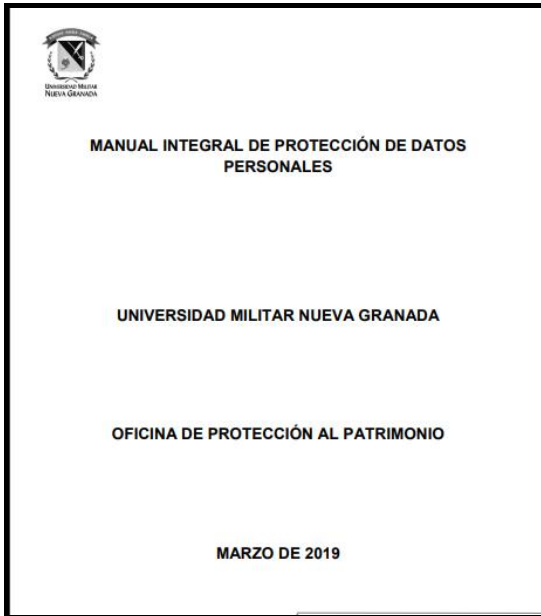 UNIVERSIDAD MILITAR
NUEVA GRANADA
MANUAL INTEGRAL DE PROTECCIÓN DE DATOS
PERSONALES
UNIVERSIDAD MILITAR NUEVA GRANADA
OFICINA DE PROTECCIÓN AL PATRIMONIO
MARZO DE 2019